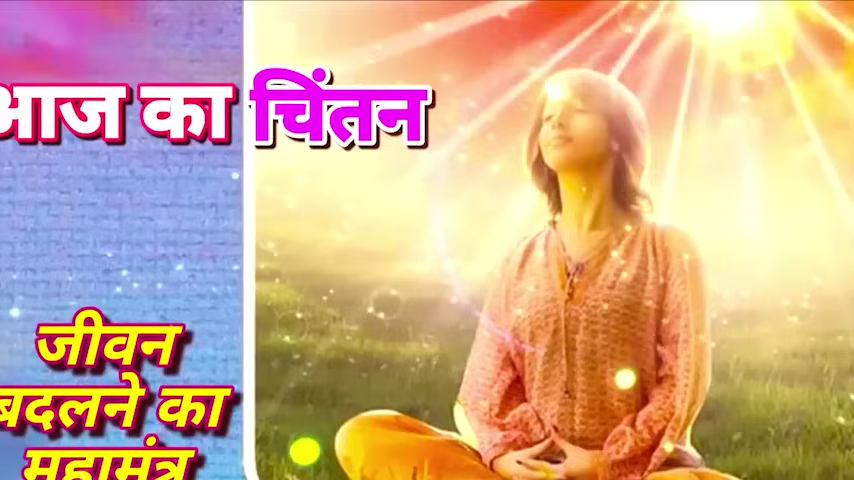 आज का चिंतन
जीवन
बदलने का
महामंत्र